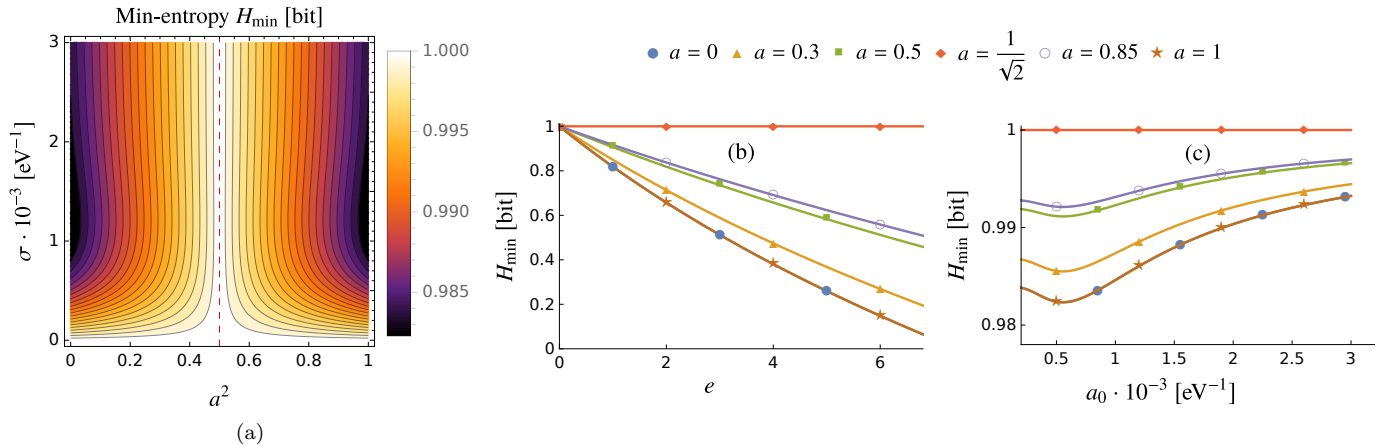 Min-entropy H_min [bit]
3
2
1
0
σ · 10⁻³ [eV⁻¹]
0 0.2 0.4 0.6 0.8 1
a²
(a)
1.000
0.995
0.990
0.985
a = 0 a = 0.3 a = 0.5 a = 1/√2 a = 0.85 a = 1
1
0.8
0.6
0.4
0.2
0
H_min [bit]
(b)
0 2 4 6
e
1
0.99
0.98
H_min [bit]
(c)
0.5 1 1.5 2 2.5 3
a₀ · 10⁻³ [eV⁻¹]